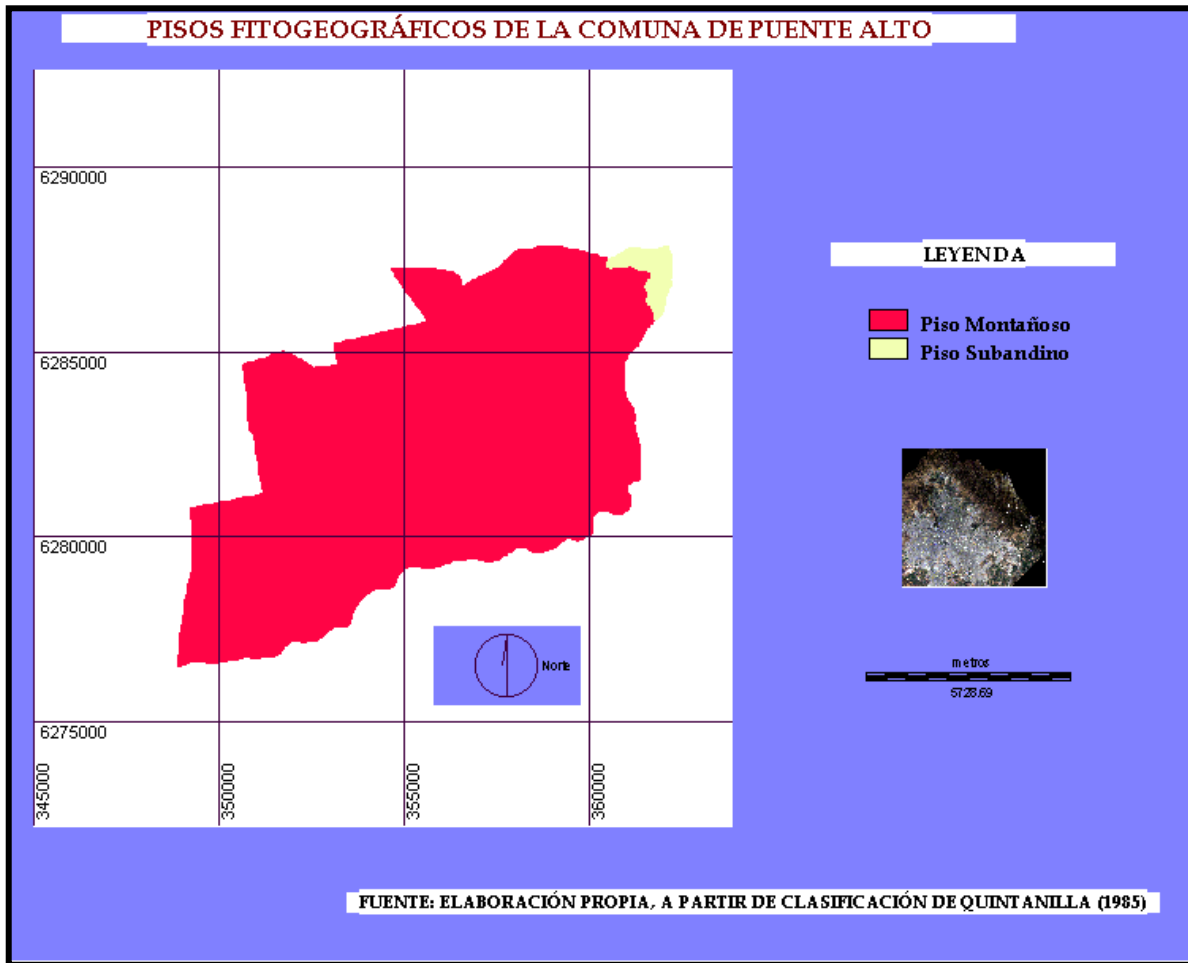 PISOS FITOGEOGRÁFICOS DE LA COMUNA DE PUENTE ALTO
6290000
6285000
6280000
6275000
345000
350000
355000
360000
Norte
LEYENDA
Piso Montañoso
Piso Subandino
metros
5728.69
FUENTE: ELABORACIÓN PROPIA, A PARTIR DE CLASIFICACIÓN DE QUINTANILLA (1985)